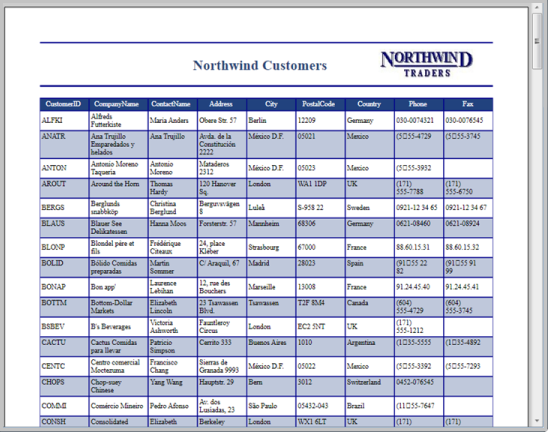 Northwind Customers
NORTHWIND
TRADERS
CustomerID CompanyName ContactName Address City PostalCode Country Phone Fax
ALFKI Alfreds Futterkiste Maria Anders Obere Str. 57 Berlin 12209 Germany 030-0074321 030-0076545
ANATR Ana Trujillo Emparedados y helados Ana Trujillo Avda. de la Constitución 2222 México D.F. 05021 Mexico (5□55-4729 (5□55-3745
ANTON Antonio Moreno Taquería Antonio Moreno Mataderos 2312 México D.F. 05023 Mexico (5□55-3932
AROUT Around the Horn Thomas Hardy 120 Hanover Sq. London WA1 1DP UK (171) 555-7788 (171) 555-6750
BERGS Berglunds snabbköp Christina Berglund Berguvsvägen 8 Luleå S-958 22 Sweden 0921-12 34 65 0921-12 34 67
BLAUS Blauer See Delikatessen Hanna Moos Forsterstr. 57 Mannheim 68306 Germany 0621-08460 0621-08924
BLONP Blondel père et fils Frédérique Citeaux 24, place Kléber Strasbourg 67000 France 88.60.15.31 88.60.15.32
BOLID Bólido Comidas preparadas Martín Sommer C/ Araquil, 67 Madrid 28023 Spain (91□55 22 82 (91□55 91 99
BONAP Bon app' Laurence Lebihan 12, rue des Bouchers Marseille 13008 France 91.24.45.40 91.24.45.41
BOTTM Bottom-Dollar Markets Elizabeth Lincoln 23 Tsawassen Blvd. Tsawassen T2F 8M4 Canada (604) 555-4729 (604) 555-3745
BSBEV B's Beverages Victoria Ashworth Fauntleroy Circus London EC2 5NT UK (171) 555-1212
CACTU Cactus Comidas para llevar Patricio Simpson Cerrito 333 Buenos Aires 1010 Argentina (1□35-5555 (1□35-4892
CENTC Centro comercial Moctezuma Francisco Chang Sierras de Granada 9993 México D.F. 05022 Mexico (5□55-3392 (5□55-7293
CHOPS Chop-suey Chinese Yang Wang Hauptstr. 29 Bern 3012 Switzerland 0452-076545
COMMI Comércio Mineiro Pedro Afonso Av. dos Lusíadas, 23 São Paulo 05432-043 Brazil (11□55-7647
CONSH Consolidated Elizabeth Berkeley London WX1 6LT UK (171) (171)